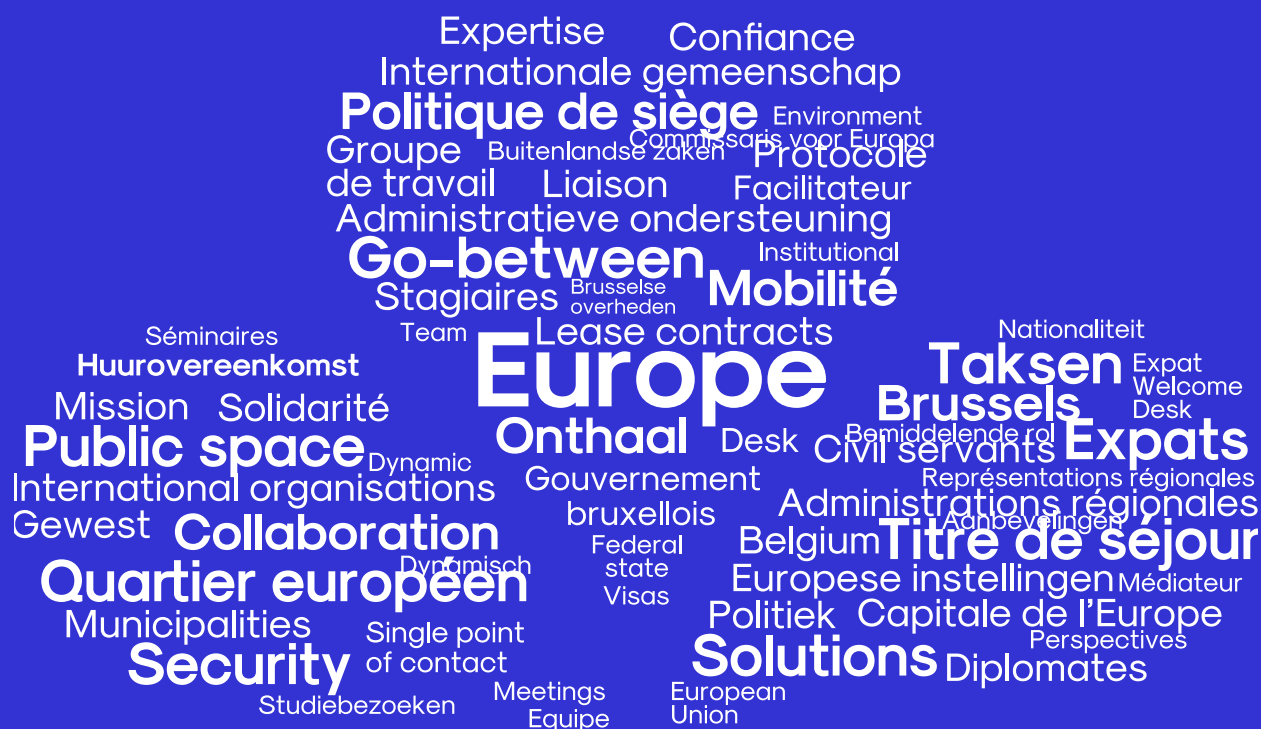 Expertise
Confiance
Internationale gemeenschap
Politique de siège
Environment
Commissaris voor Europa
Groupe
de travail
Buitenlandse zaken
Protocole
Liaison
Facilitateur
Administratieve ondersteuning
Go-between
Institutional
Stagiaires
Brusselse
overheden
Mobilité
Séminaires
Team
Lease contracts
Nationaliteit
Huurovereenkomst
Europe
Taksen
Expat
Welcome
Desk
Mission
Solidarité
Brussels
Public space
Dynamic
Onthaal
Desk
Bemiddelende rol
Civil servants
Expats
International organisations
Gouvernement
bruxellois
Représentations régionales
Administrations régionales
Gewest
Collaboration
Aanbevelingen
Federal
state
Belgium
Titre de séjour
Dynamisch
Quartier européen
Visas
Europese instellingen
Médiateur
Municipalities
Single point
of contact
Politiek
Capitale de l'Europe
Perspectives
Security
Solutions
Diplomates
Studiebezoeken
Meetings
European
Union
Equipe